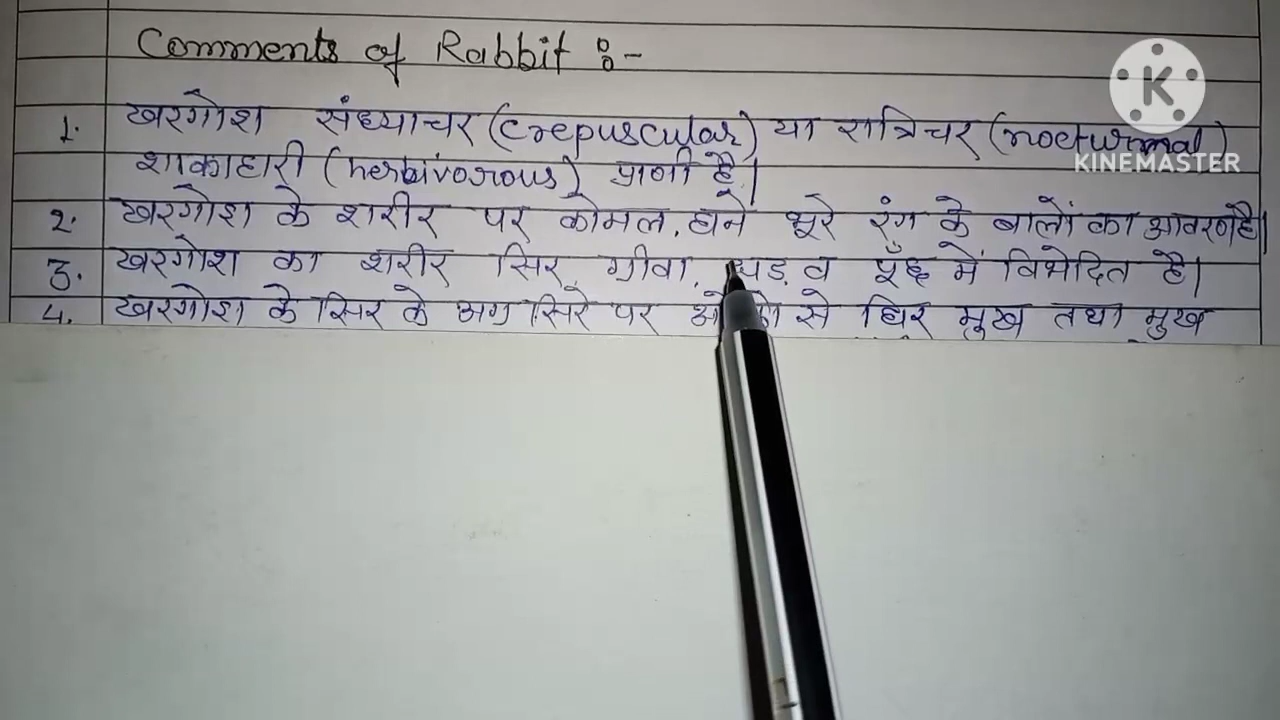 Comments of Rabbit :-
1. खरगोश संध्याचर (crepuscular) या रात्रिचर (nocturnal)
शाकाहारी (herbivorous) प्राणी है।
2. खरगोश के शरीर पर कोमल, घने भूरे रंग के बालों का आवरण है।
3. खरगोश का शरीर सिर, ग्रीवा, धड़ व पूँछ में विभेदित है।
4. खरगोश के सिर के अग्र सिरे पर से घिर मुख तथा मुख
K
KINEMASTER